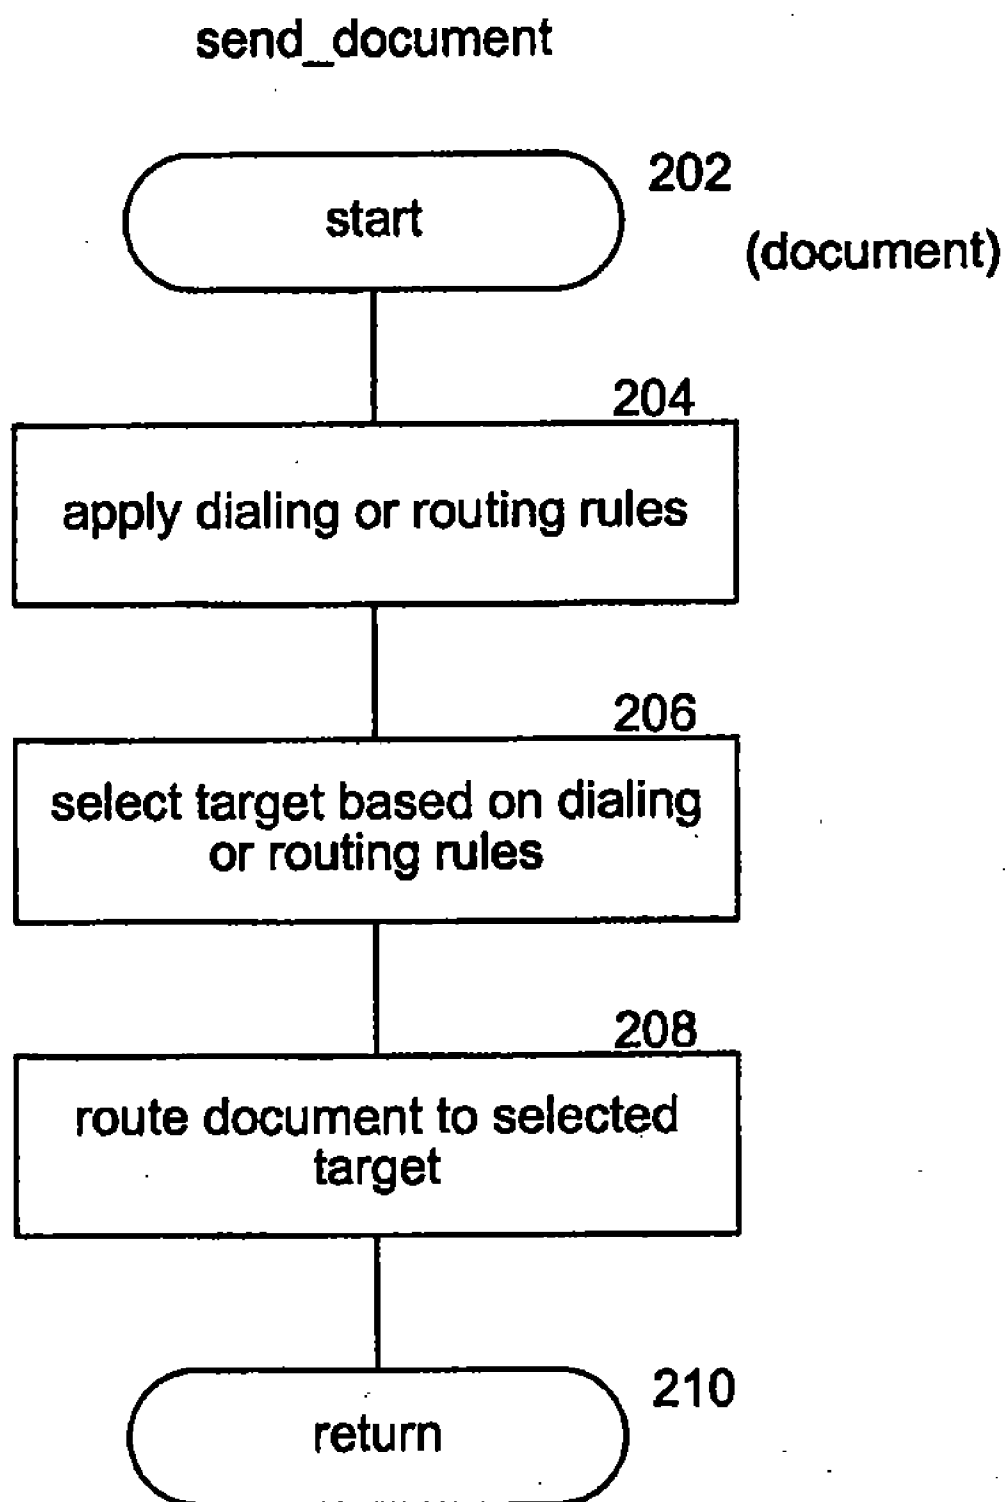 send_document
202
start
(document)
204
apply dialing or routing rules
206
select target based on dialing
or routing rules
208
route document to selected
target
210
return